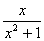 x
x² + 1